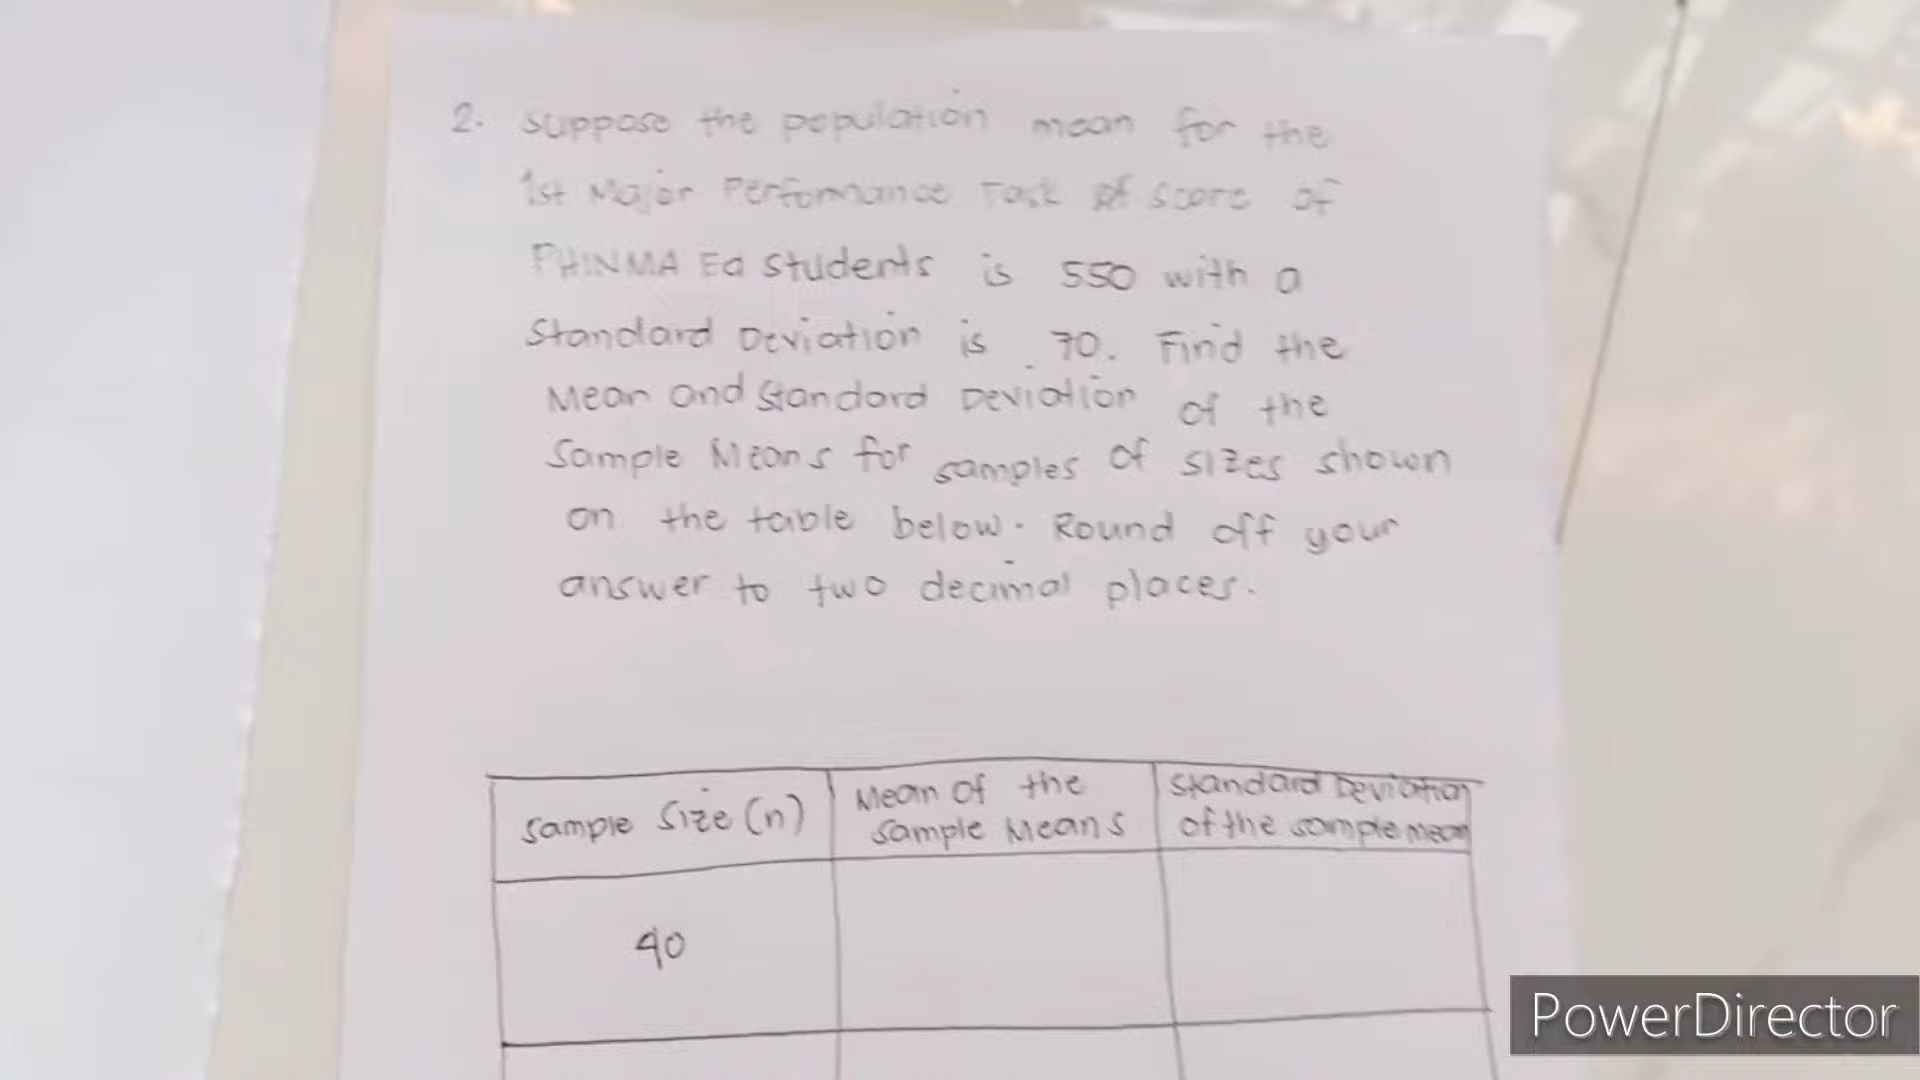 2. Suppose the population mean for the
1st Major Performance Task of score of
PHINMA Ed students is 550 with a
Standard Deviation is 70. Find the
Mean and Standard Deviation of the
Sample Means for samples of sizes shown
on the table below. Round off your
answer to two decimal places.
Sample Size (n)
Mean of the
Sample Means
Standard Deviation
of the sample mean
40
PowerDirector